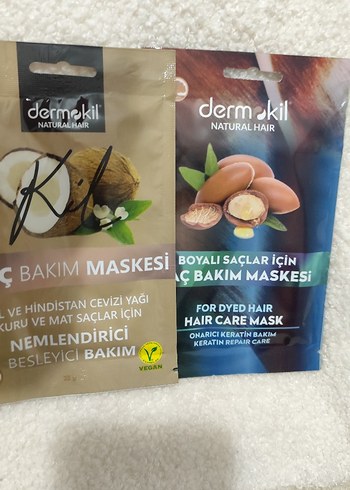 dermokil
NATURAL HAIR
Kil
Ç BAKIM MASKESİ
L VE HİNDİSTAN CEVİZİ YAĞI
KURU VE MAT SAÇLAR İÇİN
NEMLENDİRİCİ
BESLEYİCİ BAKIM
VEGAN
dermokil
NATURAL HAIR
BOYALI SAÇLAR İÇİN
AÇ BAKIM MASKESİ
FOR DYED HAIR
HAIR CARE MASK
ONARICI KERATİN BAKIM
KERATIN REPAIR CARE